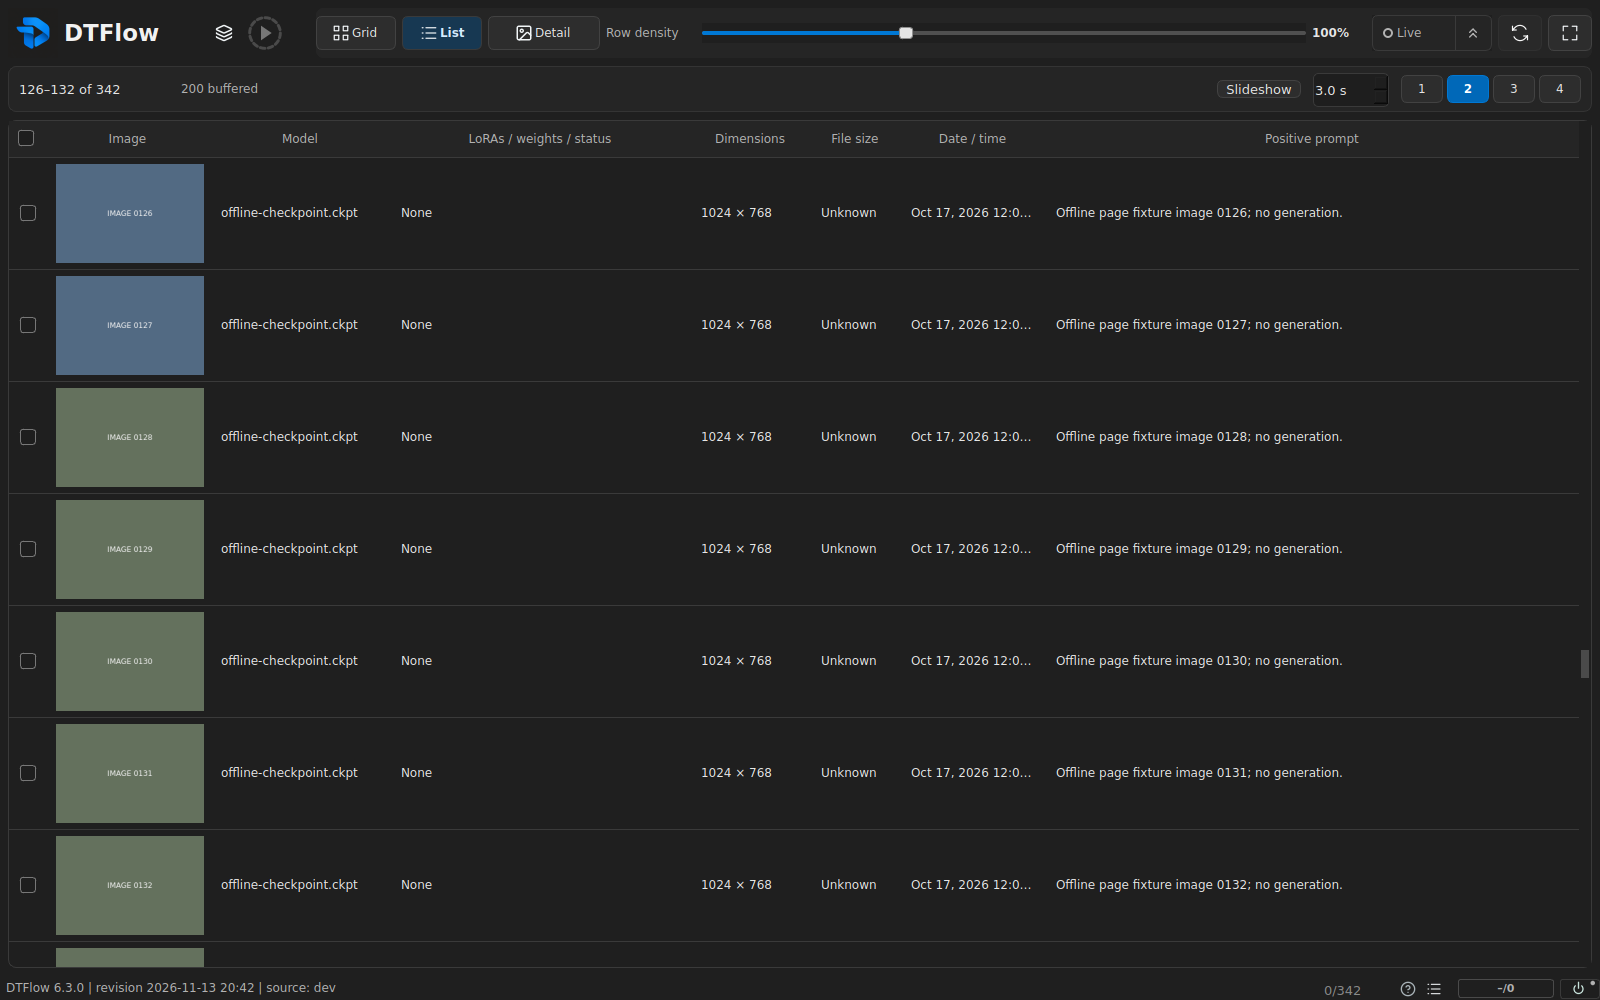 DTFlow
Grid
List
Detail
Row density
100%
Live
126–132 of 342
200 buffered
Slideshow
3.0 s
1
2
3
4
Image
Model
LoRAs / weights / status
Dimensions
File size
Date / time
Positive prompt
IMAGE 0126
offline-checkpoint.ckpt
None
1024 × 768
Unknown
Oct 17, 2026 12:0...
Offline page fixture image 0126; no generation.
IMAGE 0127
offline-checkpoint.ckpt
None
1024 × 768
Unknown
Oct 17, 2026 12:0...
Offline page fixture image 0127; no generation.
IMAGE 0128
offline-checkpoint.ckpt
None
1024 × 768
Unknown
Oct 17, 2026 12:0...
Offline page fixture image 0128; no generation.
IMAGE 0129
offline-checkpoint.ckpt
None
1024 × 768
Unknown
Oct 17, 2026 12:0...
Offline page fixture image 0129; no generation.
IMAGE 0130
offline-checkpoint.ckpt
None
1024 × 768
Unknown
Oct 17, 2026 12:0...
Offline page fixture image 0130; no generation.
IMAGE 0131
offline-checkpoint.ckpt
None
1024 × 768
Unknown
Oct 17, 2026 12:0...
Offline page fixture image 0131; no generation.
IMAGE 0132
offline-checkpoint.ckpt
None
1024 × 768
Unknown
Oct 17, 2026 12:0...
Offline page fixture image 0132; no generation.
DTFlow 6.3.0 | revision 2026-11-13 20:42 | source: dev
0/342
–/0